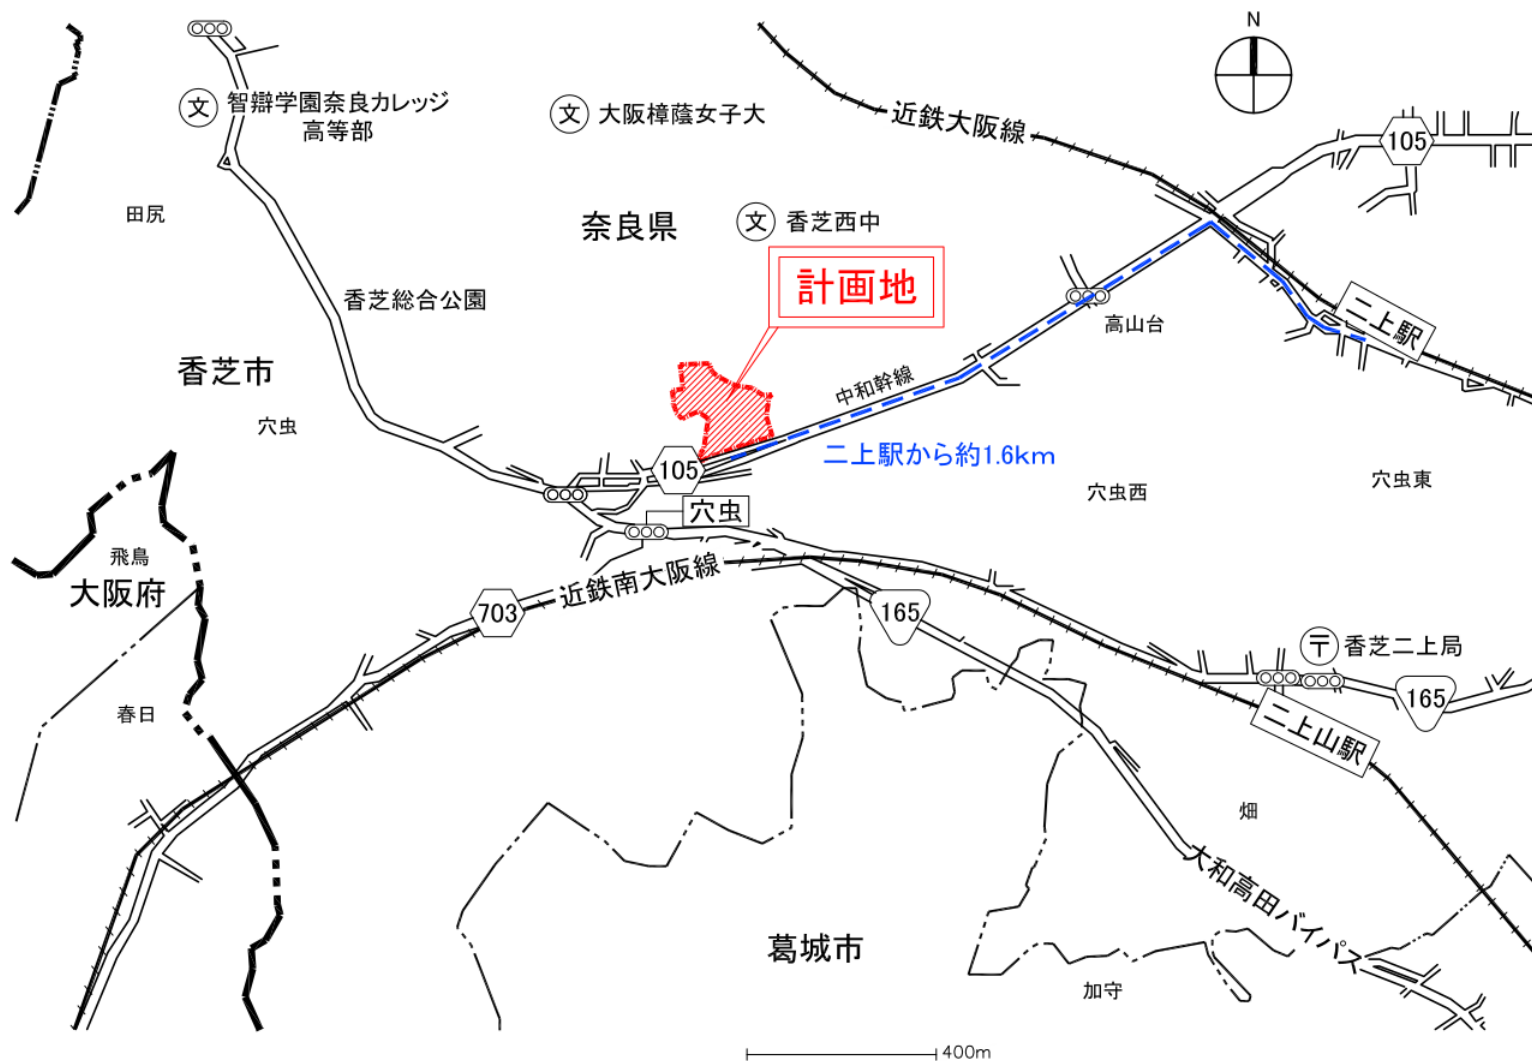 N
文
智辯学園奈良カレッジ
高等部
文
大阪樟蔭女子大
近鉄大阪線
105
田尻
奈良県
文
香芝西中
計画地
香芝総合公園
高山台
二上駅
香芝市
中和幹線
穴虫
二上駅から約1.6km
105
穴虫西
穴虫東
穴虫
飛鳥
大阪府
近鉄南大阪線
703
165
〒
香芝二上局
165
春日
二上山駅
畑
大和高田バイパス
葛城市
加守
400m